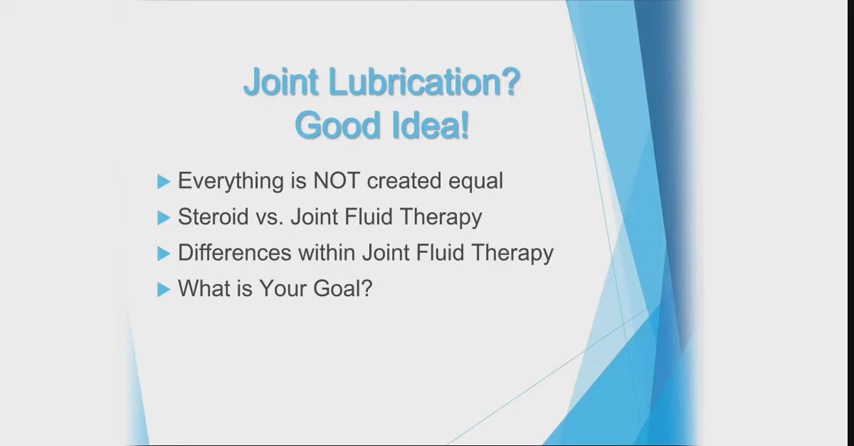 Joint Lubrication?
Good Idea!
Everything is NOT created equal
Steroid vs. Joint Fluid Therapy
Differences within Joint Fluid Therapy
What is Your Goal?